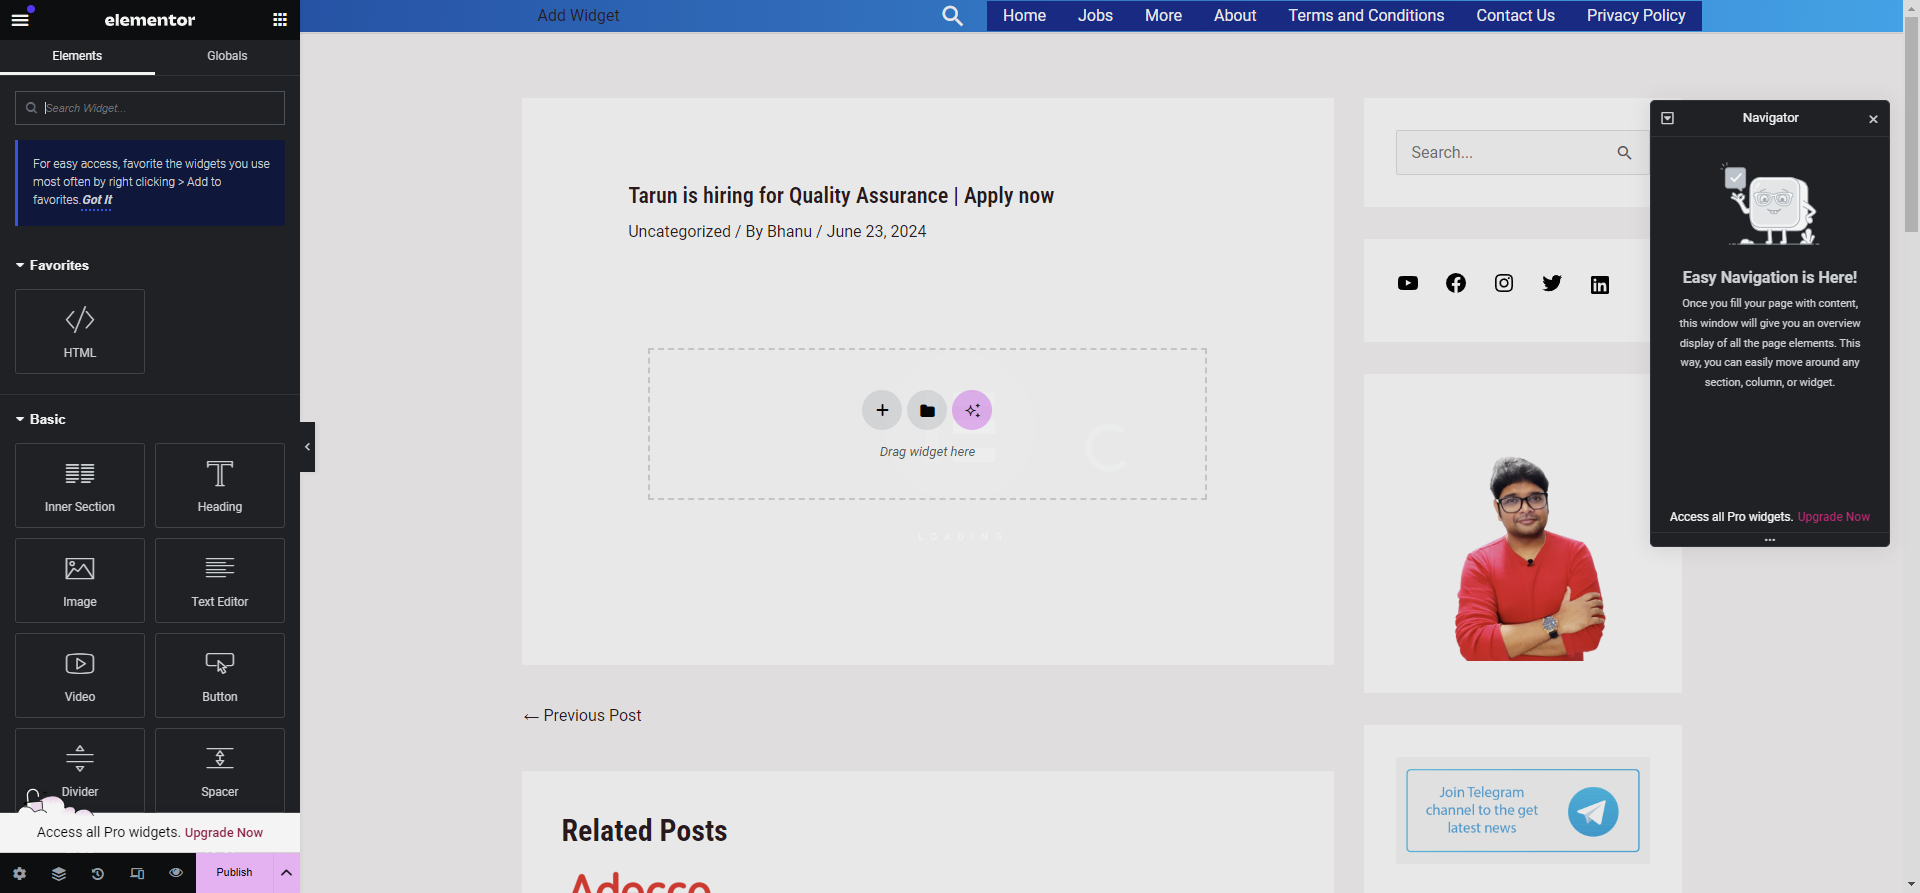 elementor
Elements
Globals
Search Widget...
For easy access, favorite the widgets you use
most often by right clicking > Add to
favorites. Got It
Favorites
HTML
Basic
Inner Section
Heading
Image
Text Editor
Video
Button
Divider
Spacer
Access all Pro widgets. Upgrade Now
Publish
Add Widget
Home
Jobs
More
About
Terms and Conditions
Contact Us
Privacy Policy
Tarun is hiring for Quality Assurance | Apply now
Uncategorized / By Bhanu / June 23, 2024
Drag widget here
LOADING
← Previous Post
Related Posts
Adecco
Search...
Join Telegram
channel to the get
latest news
Navigator
Easy Navigation is Here!
Once you fill your page with content,
this window will give you an overview
display of all the page elements. This
way, you can easily move around any
section, column, or widget.
Access all Pro widgets. Upgrade Now